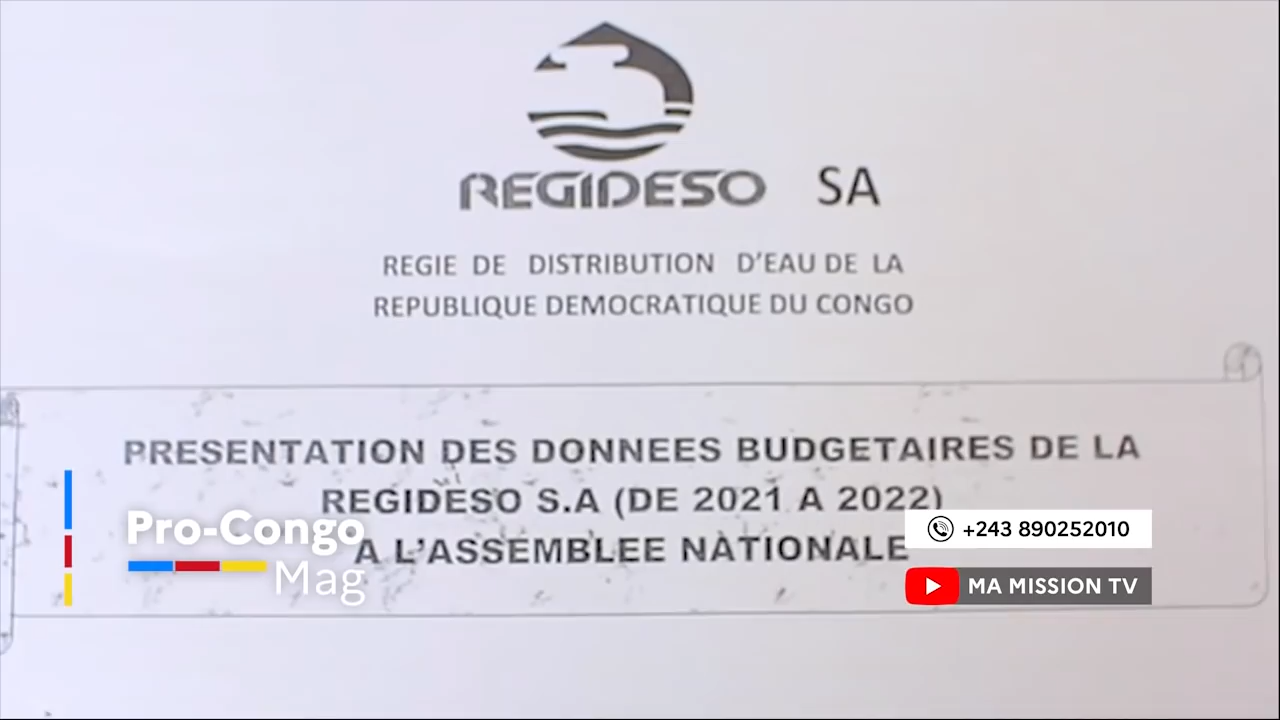 REGIDESO SA
REGIE DE DISTRIBUTION D'EAU DE LA
REPUBLIQUE DEMOCRATIQUE DU CONGO
PRESENTATION DES DONNEES BUDGETAIRES DE LA
REGIDESO S.A (DE 2021 A 2022)
A L'ASSEMBLEE NATIONALE
Pro-Congo
Mag
+243 890252010
MA MISSION TV